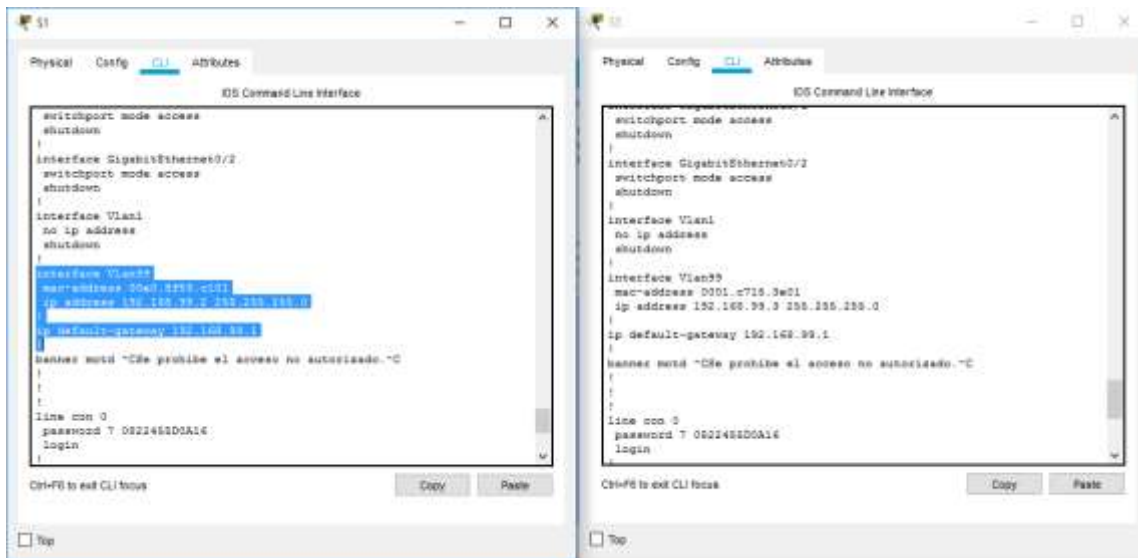 S1
Physical Config CLI Attributes
IOS Command Line Interface
switchport mode access
shutdown
!
interface GigabitEthernet0/2
switchport mode access
shutdown
!
interface Vlan1
no ip address
shutdown
!
interface Vlan99
mac-address
ip address 192.168.99.2 255.255.255.0
!
ip default-gateway 192.168.99.1
!
banner motd ^CSe prohibe el acceso no autorizado.^C
!
!
!
line con 0
password 7 0822455D0A16
login
!
Ctrl+F6 to exit CLI focus
Copy Paste
Top
Physical Config CLI Attributes
IOS Command Line Interface
switchport mode access
shutdown
!
interface GigabitEthernet0/2
switchport mode access
shutdown
!
interface Vlan1
no ip address
shutdown
!
interface Vlan99
mac-address 0001.c715.3e01
ip address 192.168.99.3 255.255.255.0
!
ip default-gateway 192.168.99.1
!
banner motd ^CSe prohibe el acceso no autorizado.^C
!
!
!
line con 0
password 7 0822455D0A16
login
!
Ctrl+F6 to exit CLI focus
Copy Paste
Top